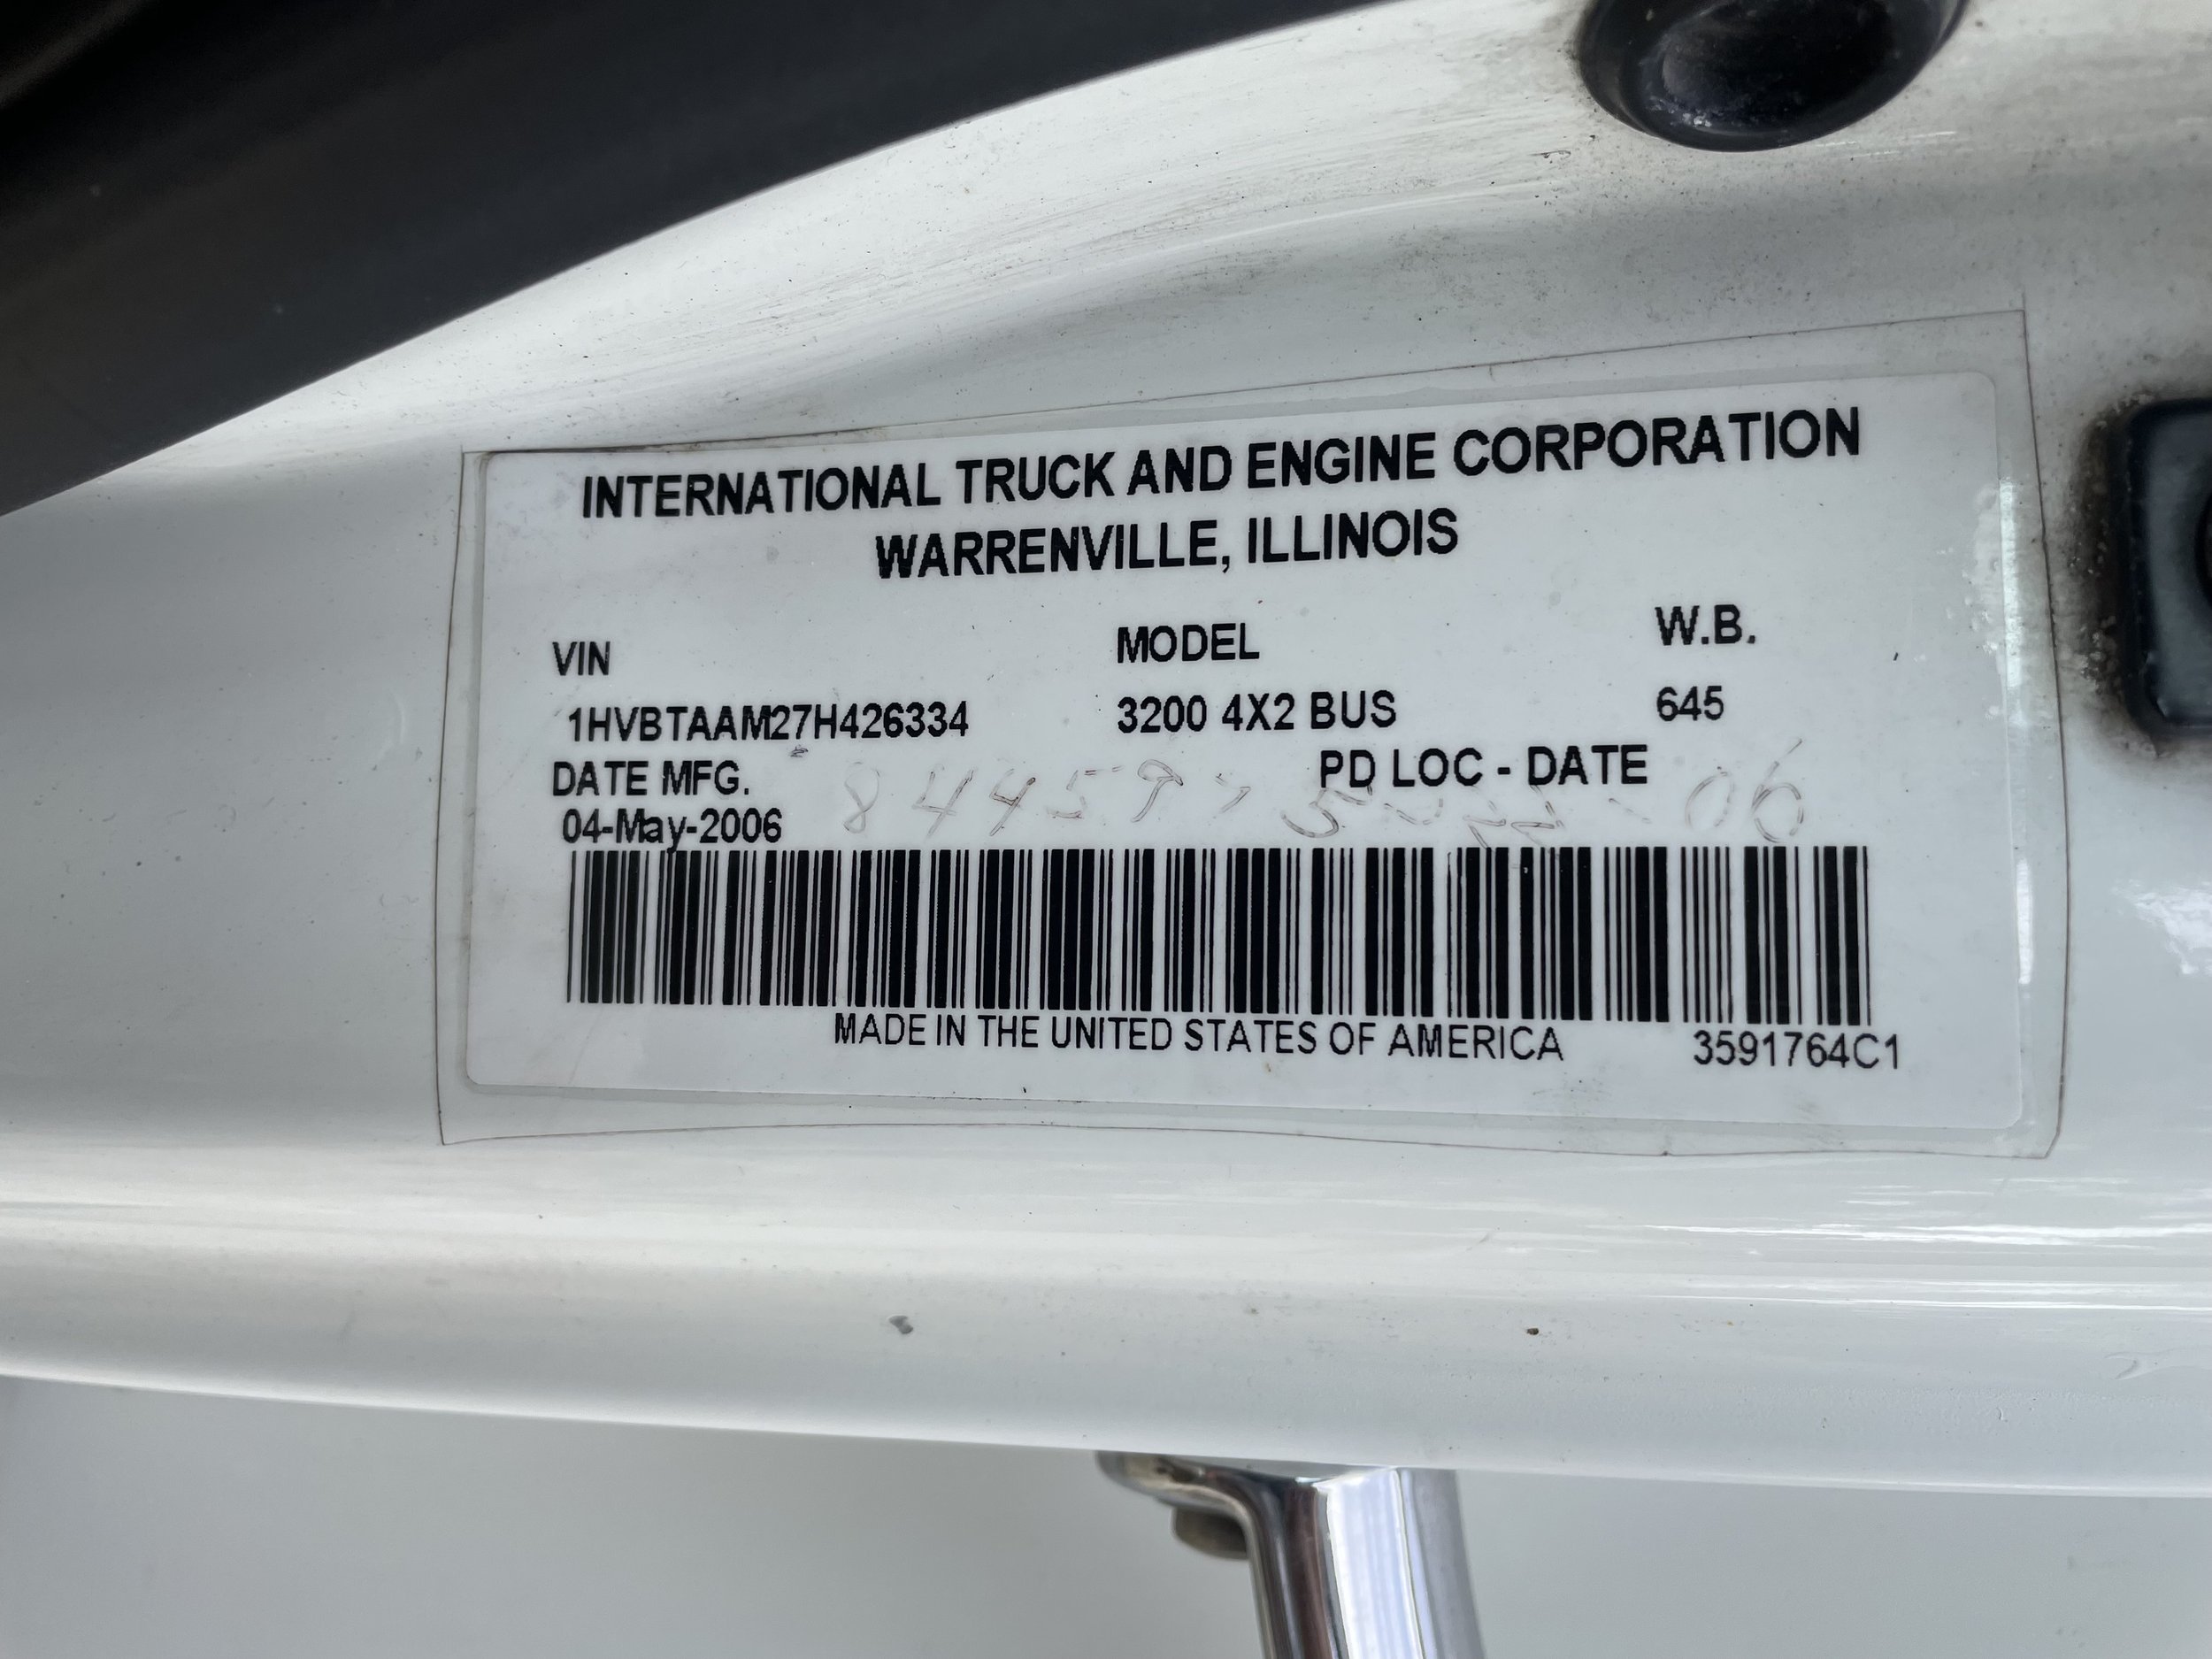 INTERNATIONAL TRUCK AND ENGINE CORPORATION
WARRENVILLE, ILLINOIS
VIN MODEL W.B.
1HVBTAAM27H426334 3200 4X2 BUS 645
DATE MFG. PD LOC - DATE
04-May-2006
MADE IN THE UNITED STATES OF AMERICA 3591764C1